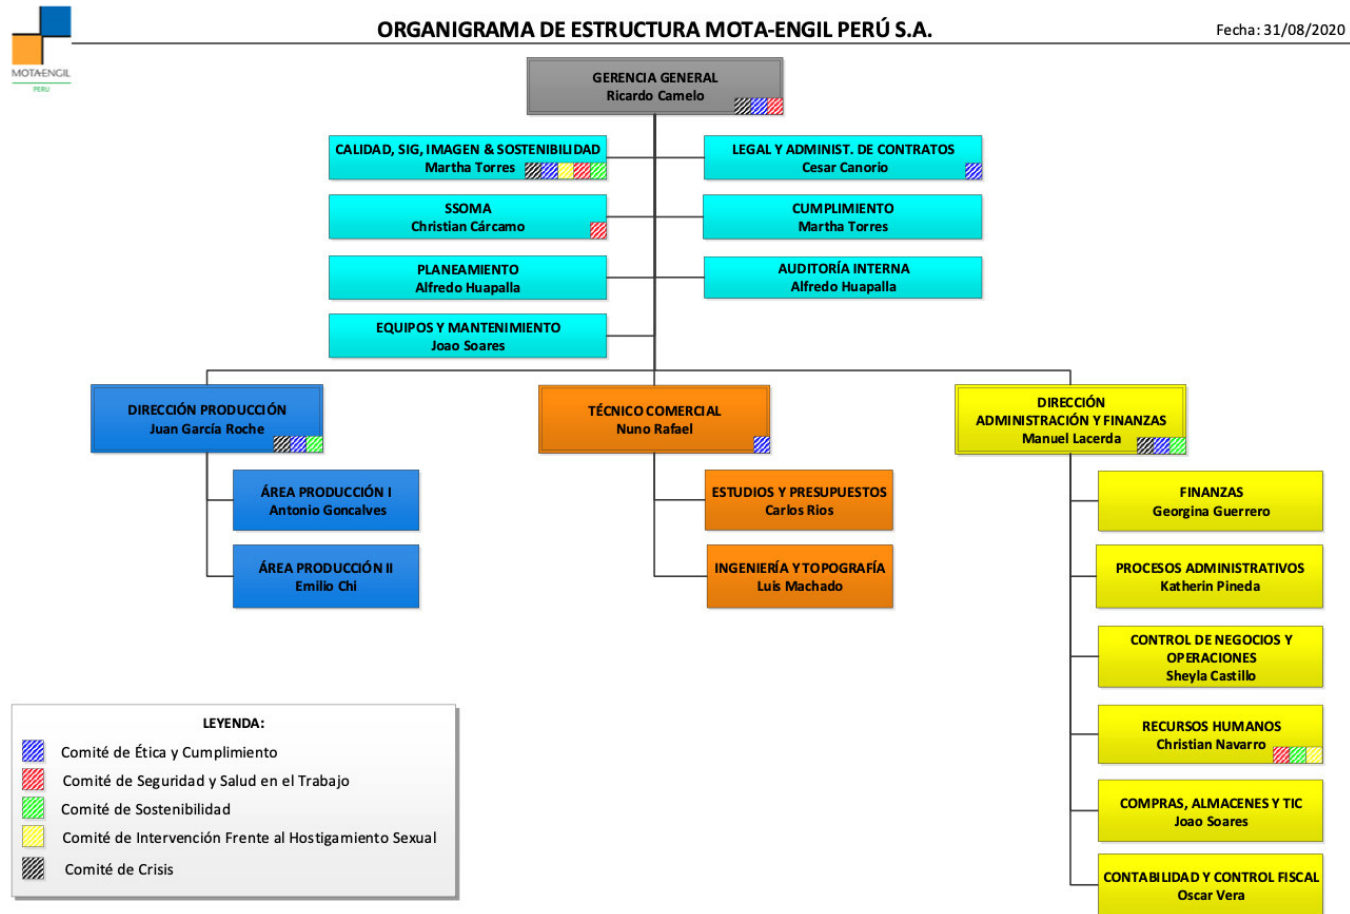 ORGANIGRAMA DE ESTRUCTURA MOTA-ENGIL PERÚ S.A.
Fecha: 31/08/2020
MOTA-ENGIL
PERU
GERENCIA GENERAL
Ricardo Camelo
CALIDAD, SIG, IMAGEN & SOSTENIBILIDAD
Martha Torres
LEGAL Y ADMINIST. DE CONTRATOS
Cesar Canorio
SSOMA
Christian Cárcamo
CUMPLIMIENTO
Martha Torres
PLANEAMIENTO
Alfredo Huapalla
AUDITORÍA INTERNA
Alfredo Huapalla
EQUIPOS Y MANTENIMIENTO
Joao Soares
DIRECCIÓN PRODUCCIÓN
Juan García Roche
ÁREA PRODUCCIÓN I
Antonio Goncalves
ÁREA PRODUCCIÓN II
Emilio Chi
TÉCNICO COMERCIAL
Nuno Rafael
ESTUDIOS Y PRESUPUESTOS
Carlos Rios
INGENIERÍA Y TOPOGRAFÍA
Luis Machado
DIRECCIÓN
ADMINISTRACIÓN Y FINANZAS
Manuel Lacerda
FINANZAS
Georgina Guerrero
PROCESOS ADMINISTRATIVOS
Katherin Pineda
CONTROL DE NEGOCIOS Y
OPERACIONES
Sheyla Castillo
RECURSOS HUMANOS
Christian Navarro
COMPRAS, ALMACENES Y TIC
Joao Soares
CONTABILIDAD Y CONTROL FISCAL
Oscar Vera
LEYENDA:
Comité de Ética y Cumplimiento
Comité de Seguridad y Salud en el Trabajo
Comité de Sostenibilidad
Comité de Intervención Frente al Hostigamiento Sexual
Comité de Crisis